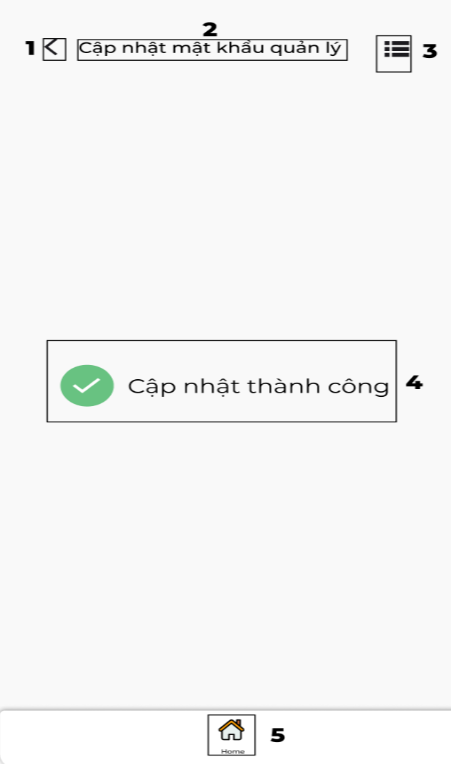 2
1 Cập nhật mật khẩu quản lý 3
Cập nhật thành công 4
Home 5